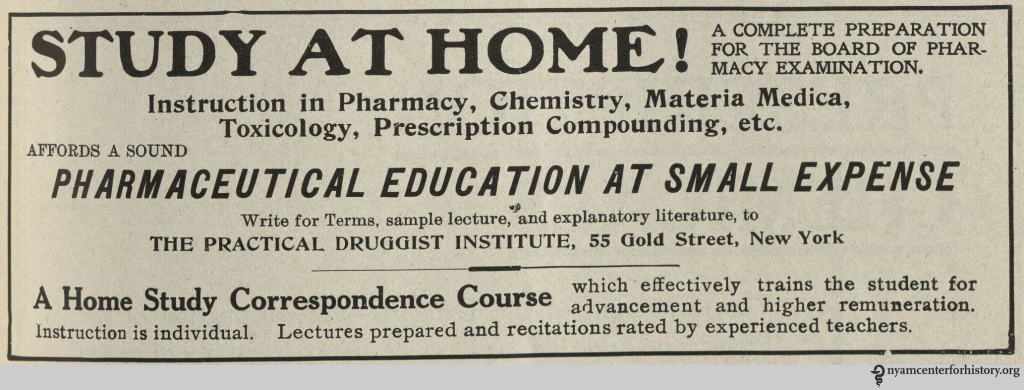 STUDY AT HOME!
A COMPLETE PREPARATION
FOR THE BOARD OF PHAR-
MACY EXAMINATION.
Instruction in Pharmacy, Chemistry, Materia Medica,
Toxicology, Prescription Compounding, etc.
AFFORDS A SOUND
PHARMACEUTICAL EDUCATION AT SMALL EXPENSE
Write for Terms, sample lecture, and explanatory literature, to
THE PRACTICAL DRUGGIST INSTITUTE, 55 Gold Street, New York
A Home Study Correspondence Course
which effectively trains the student for
advancement and higher remuneration.
Instruction is individual. Lectures prepared and recitations rated by experienced teachers.
nyamcenterforhistory.org